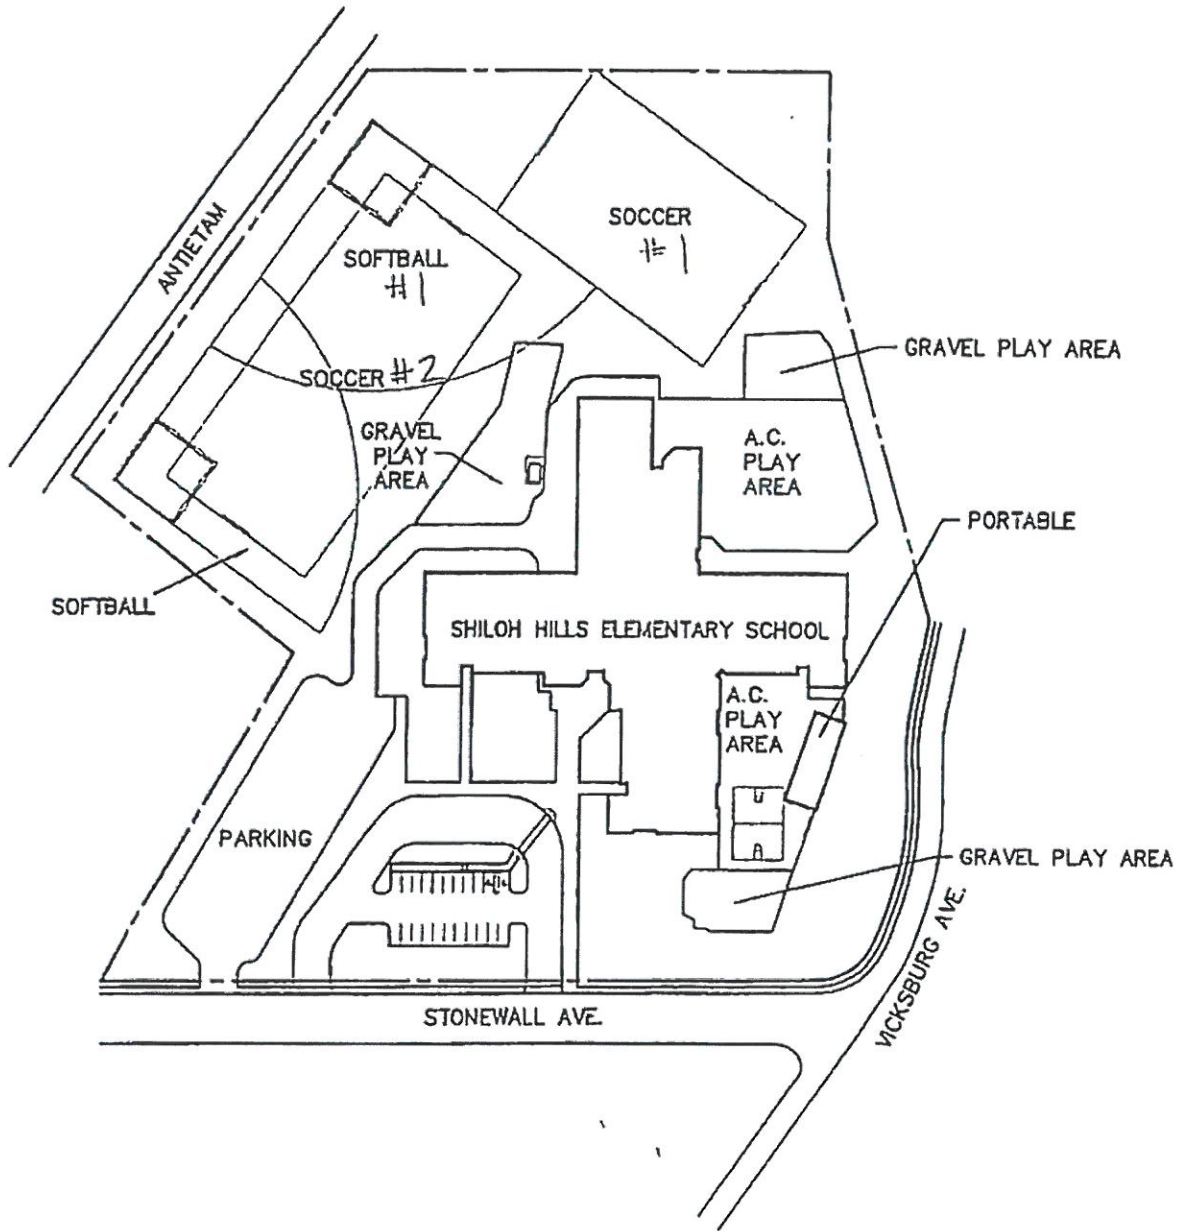 ANTIETAM
SOCCER
#1
SOFTBALL
#1
GRAVEL PLAY AREA
SOCCER #2
GRAVEL
PLAY
AREA
A.C.
PLAY
AREA
PORTABLE
SOFTBALL
SHILOH HILLS ELEMENTARY SCHOOL
A.C.
PLAY
AREA
PARKING
GRAVEL PLAY AREA
VICKSBURG AVE.
STONEWALL AVE.